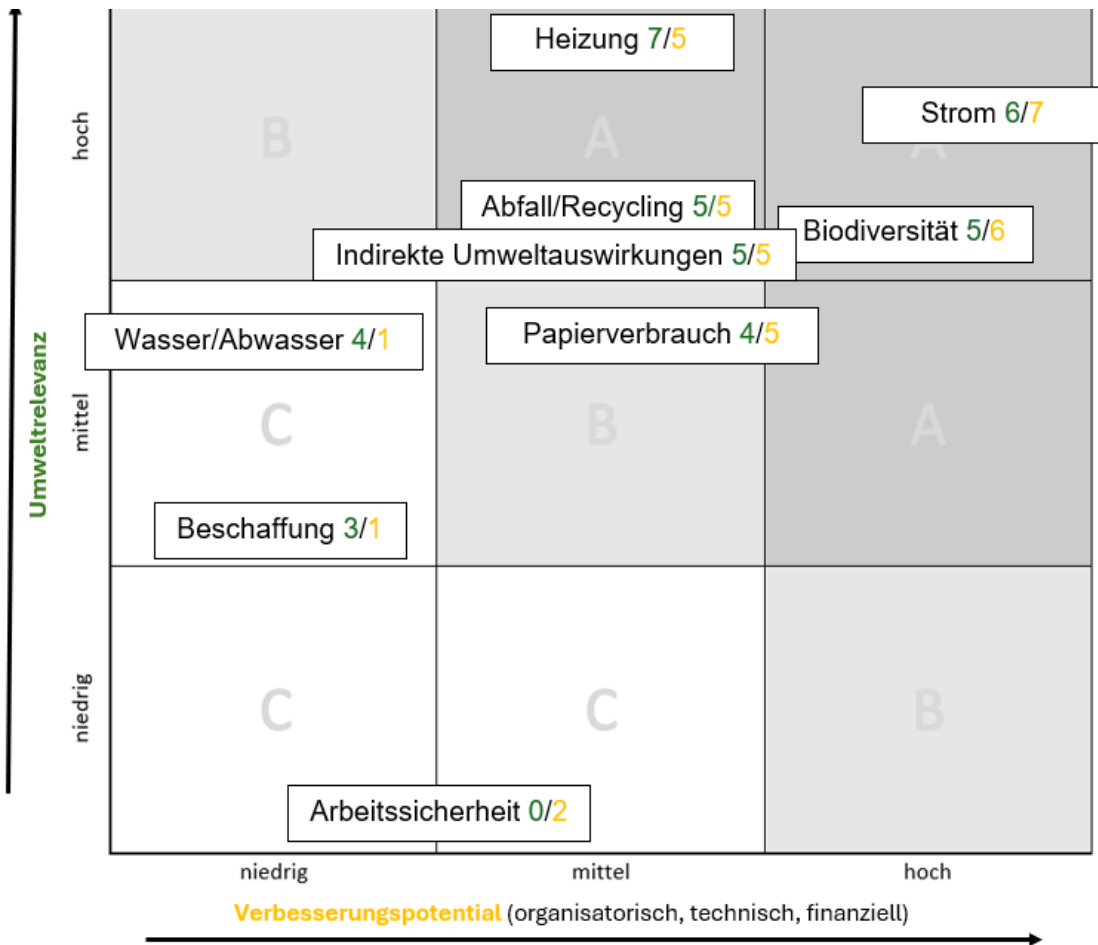 Heizung 7/5
Strom 6/7
hoch
B
A
A
Abfall/Recycling 5/5
Biodiversität 5/6
Indirekte Umweltauswirkungen 5/5
Wasser/Abwasser 4/1
Papierverbrauch 4/5
Umweltrelevanz
mittel
C
B
A
Beschaffung 3/1
niedrig
C
C
B
Arbeitssicherheit 0/2
niedrig
mittel
hoch
Verbesserungspotential (organisatorisch, technisch, finanziell)